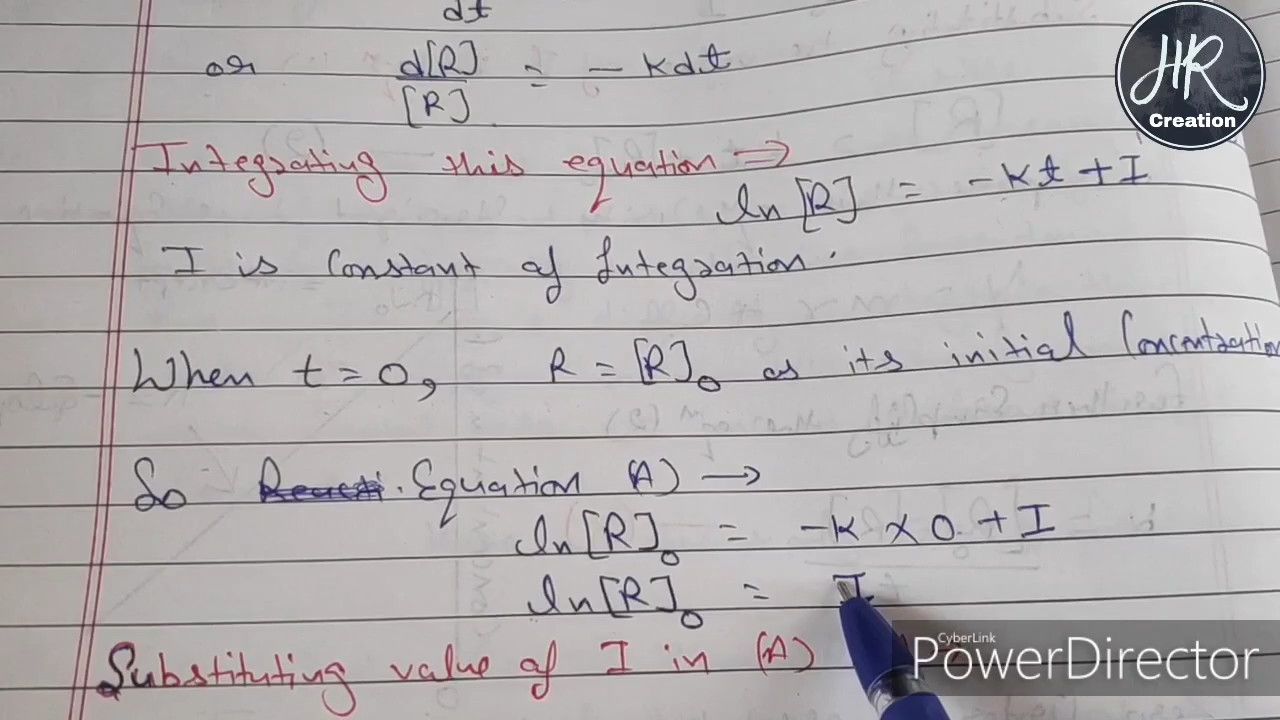 dt
or d[R] = - Kdt
[R]
HR
Creation
Integrating this equation ⇒
ln [R] = -Kt + I
I is Constant of Integration.
When t = 0, R = [R]₀ as its initial Concentration
So Equation (A) →
ln [R]₀ = -K × 0 + I
ln [R]₀ = I
Substituting value of I in (A)
CyberLink
PowerDirector